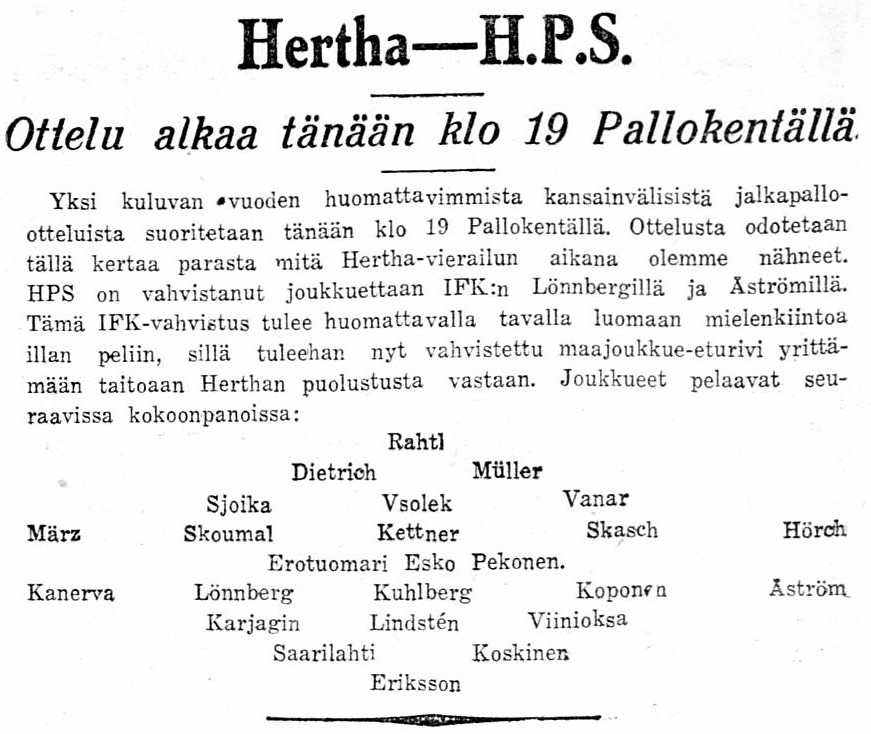 Hertha—H.P.S.
Ottelu alkaa tänään klo 19 Pallokentällä.
Yksi kuluvan vuoden huomattavimmista kansainvälisistä jalkapallo-
otteluista suoritetaan tänään klo 19 Pallokentällä. Ottelusta odotetaan
tällä kertaa parasta mitä Hertha-vierailun aikana olemme nähneet.
HPS on vahvistanut joukkuettaan IFK:n Lönnbergillä ja Åströmillä.
Tämä IFK-vahvistus tulee huomattavalla tavalla luomaan mielenkiintoa
illan peliin, sillä tuleehan nyt vahvistettu maajoukkue-eturivi yrittä-
mään taitoaan Herthan puolustusta vastaan. Joukkueet pelaavat seu-
raavissa kokoonpanoissa:
Rahtl
Dietrich Müller
Sjoika Vsolek Vanar
März Skoumal Kettner Skasch Hörch
Erotuomari Esko Pekonen.
Kanerva Lönnberg Kuhlberg Koponen Åström
Karjagin Lindstén Viinioksa
Saarilahti Koskinen
Eriksson